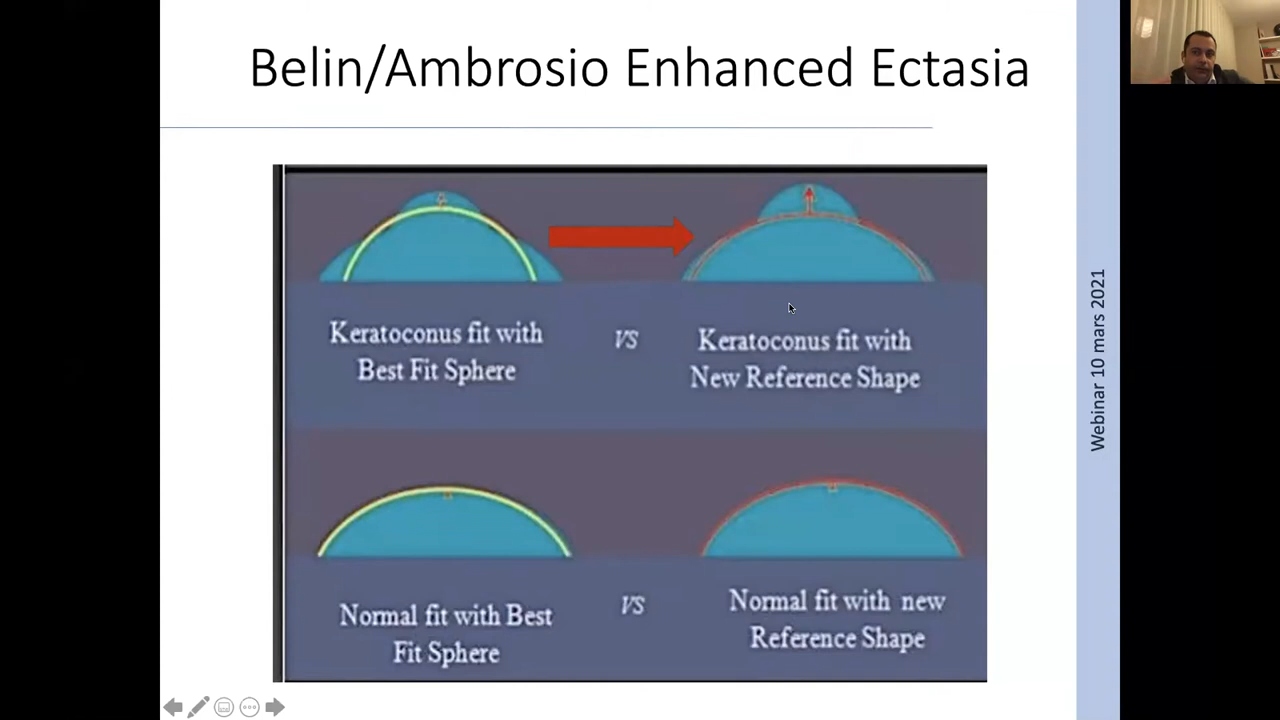 Belin/Ambrosio Enhanced Ectasia
Keratoconus fit with
Best Fit Sphere
VS
Keratoconus fit with
New Reference Shape
Normal fit with Best
Fit Sphere
VS
Normal fit with new
Reference Shape
Webinar 10 mars 2021